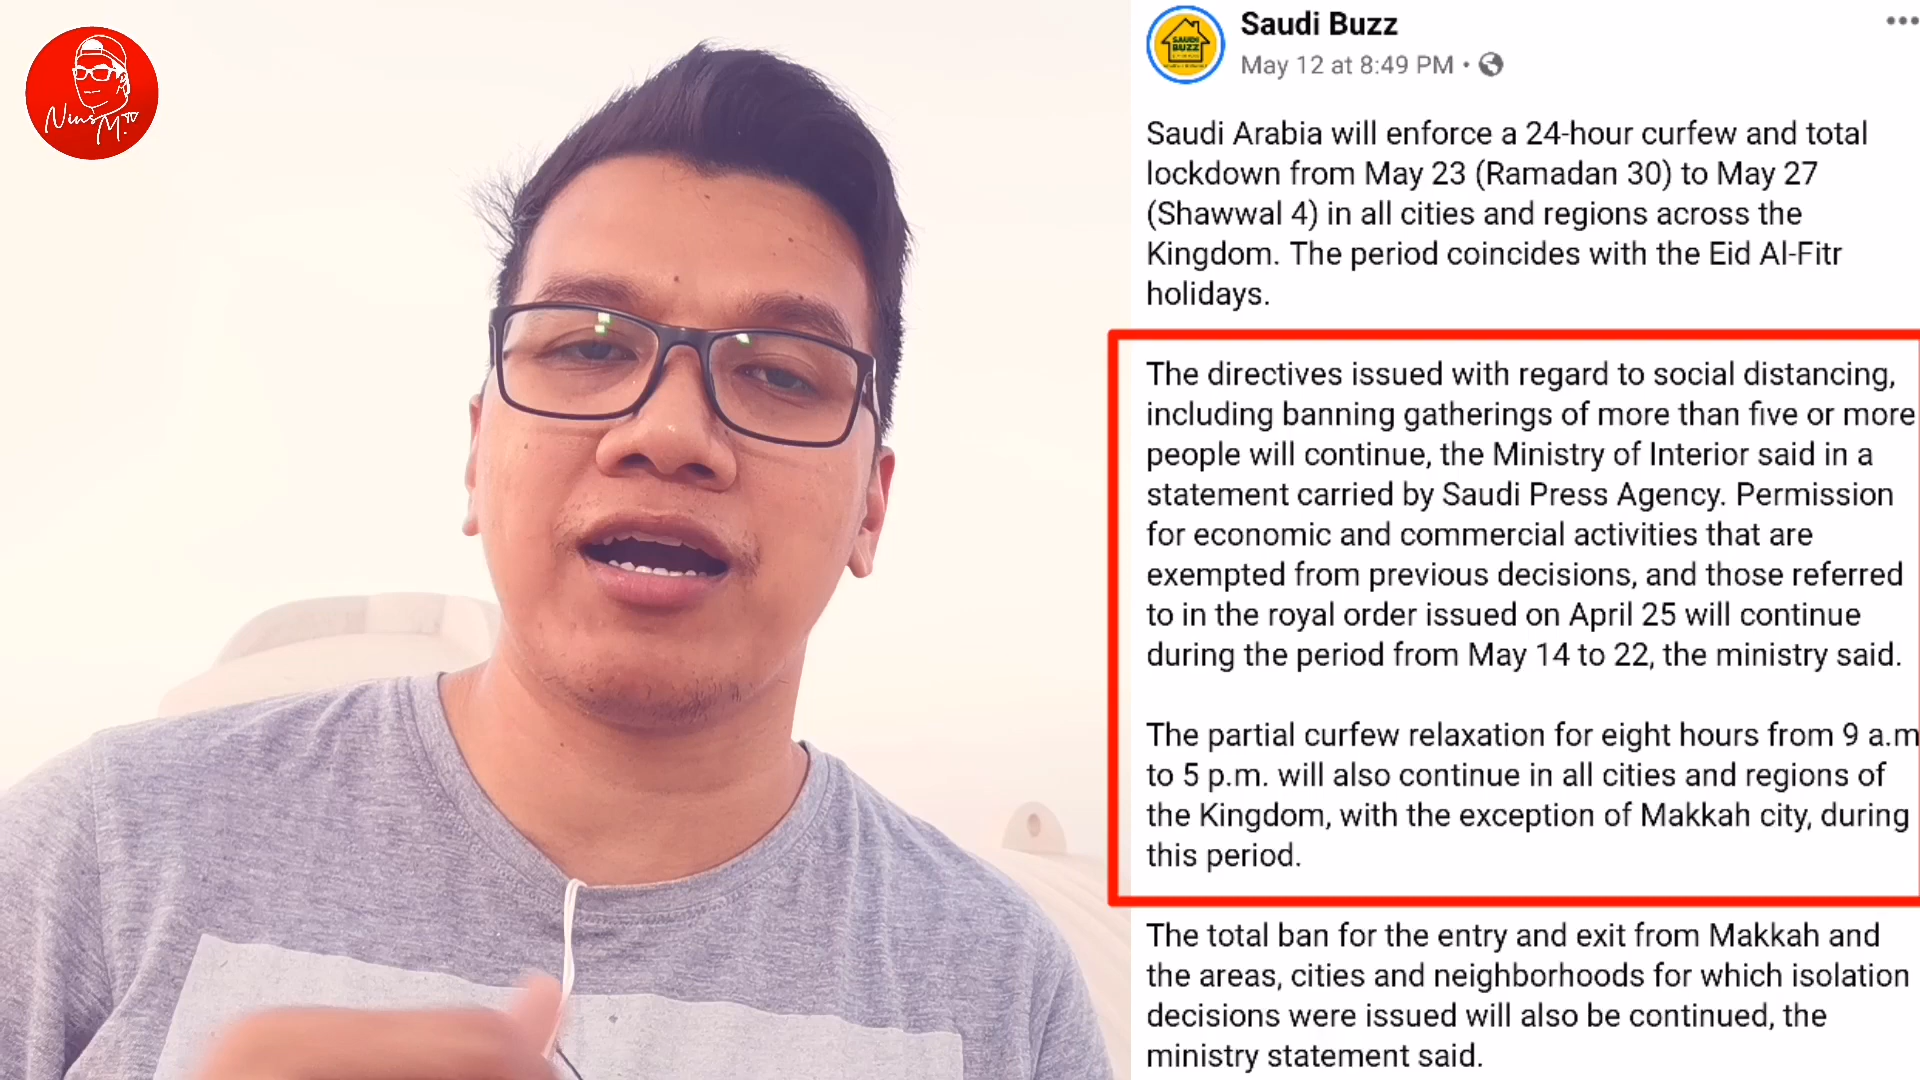 Nins
M.TV
SAUDI
BUZZ
Saudi Buzz
May 12 at 8:49 PM •
Saudi Arabia will enforce a 24-hour curfew and total
lockdown from May 23 (Ramadan 30) to May 27
(Shawwal 4) in all cities and regions across the
Kingdom. The period coincides with the Eid Al-Fitr
holidays.
The directives issued with regard to social distancing,
including banning gatherings of more than five or more
people will continue, the Ministry of Interior said in a
statement carried by Saudi Press Agency. Permission
for economic and commercial activities that are
exempted from previous decisions, and those referred
to in the royal order issued on April 25 will continue
during the period from May 14 to 22, the ministry said.
The partial curfew relaxation for eight hours from 9 a.m
to 5 p.m. will also continue in all cities and regions of
the Kingdom, with the exception of Makkah city, during
this period.
The total ban for the entry and exit from Makkah and
the areas, cities and neighborhoods for which isolation
decisions were issued will also be continued, the
ministry statement said.